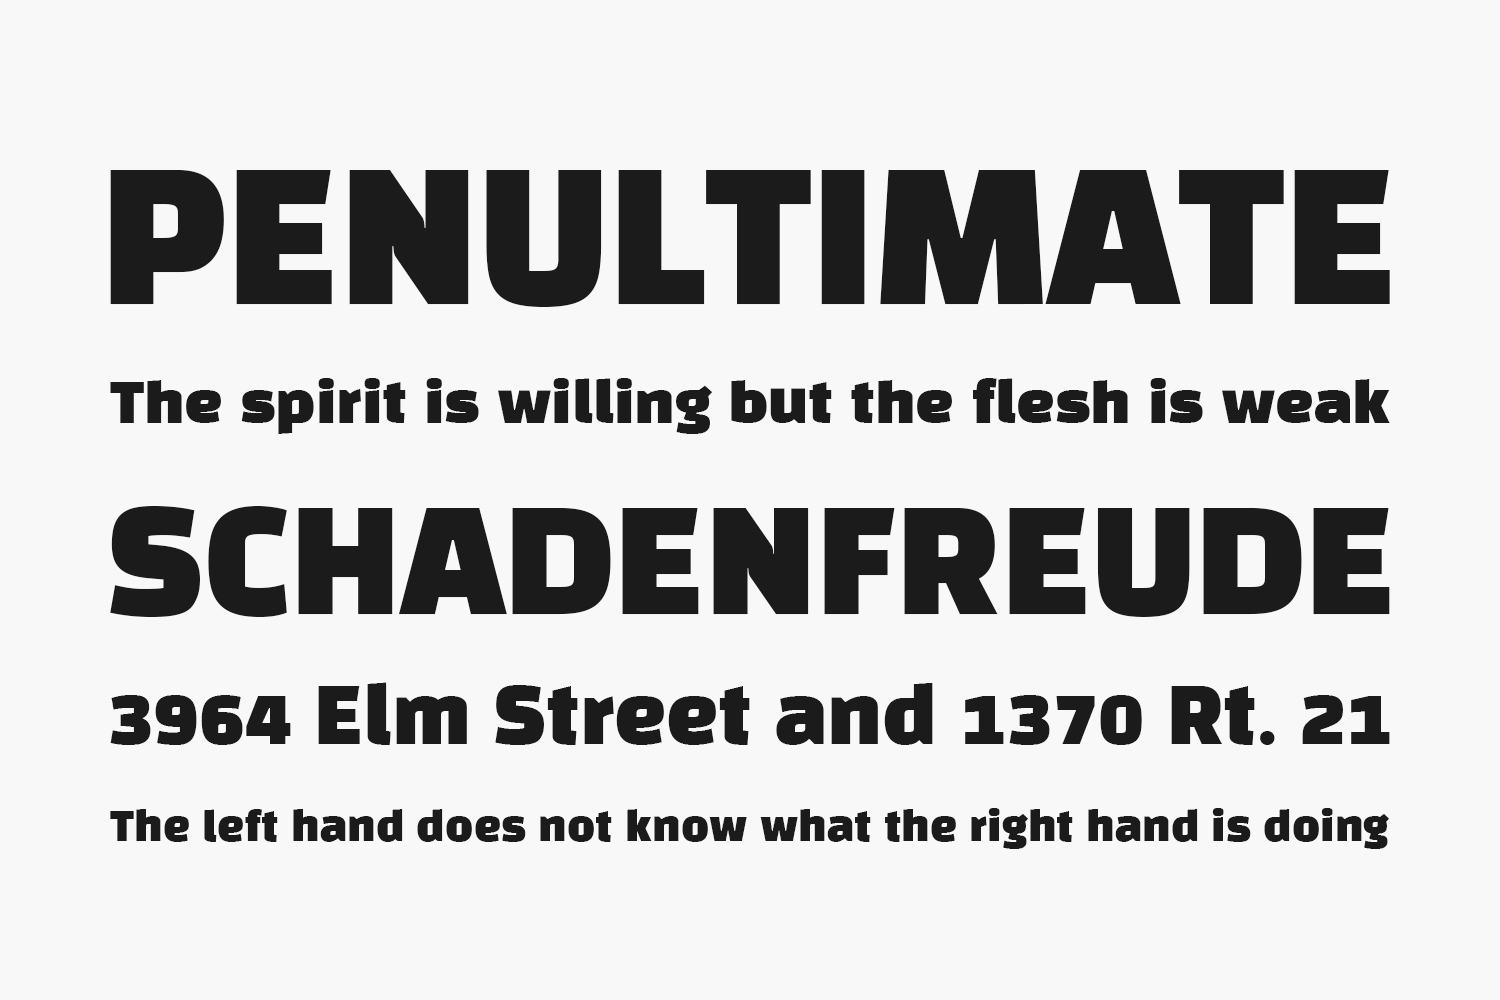 PENULTIMATE
The spirit is willing but the flesh is weak
SCHADENFREUDE
3964 Elm Street and 1370 Rt. 21
The left hand does not know what the right hand is doing